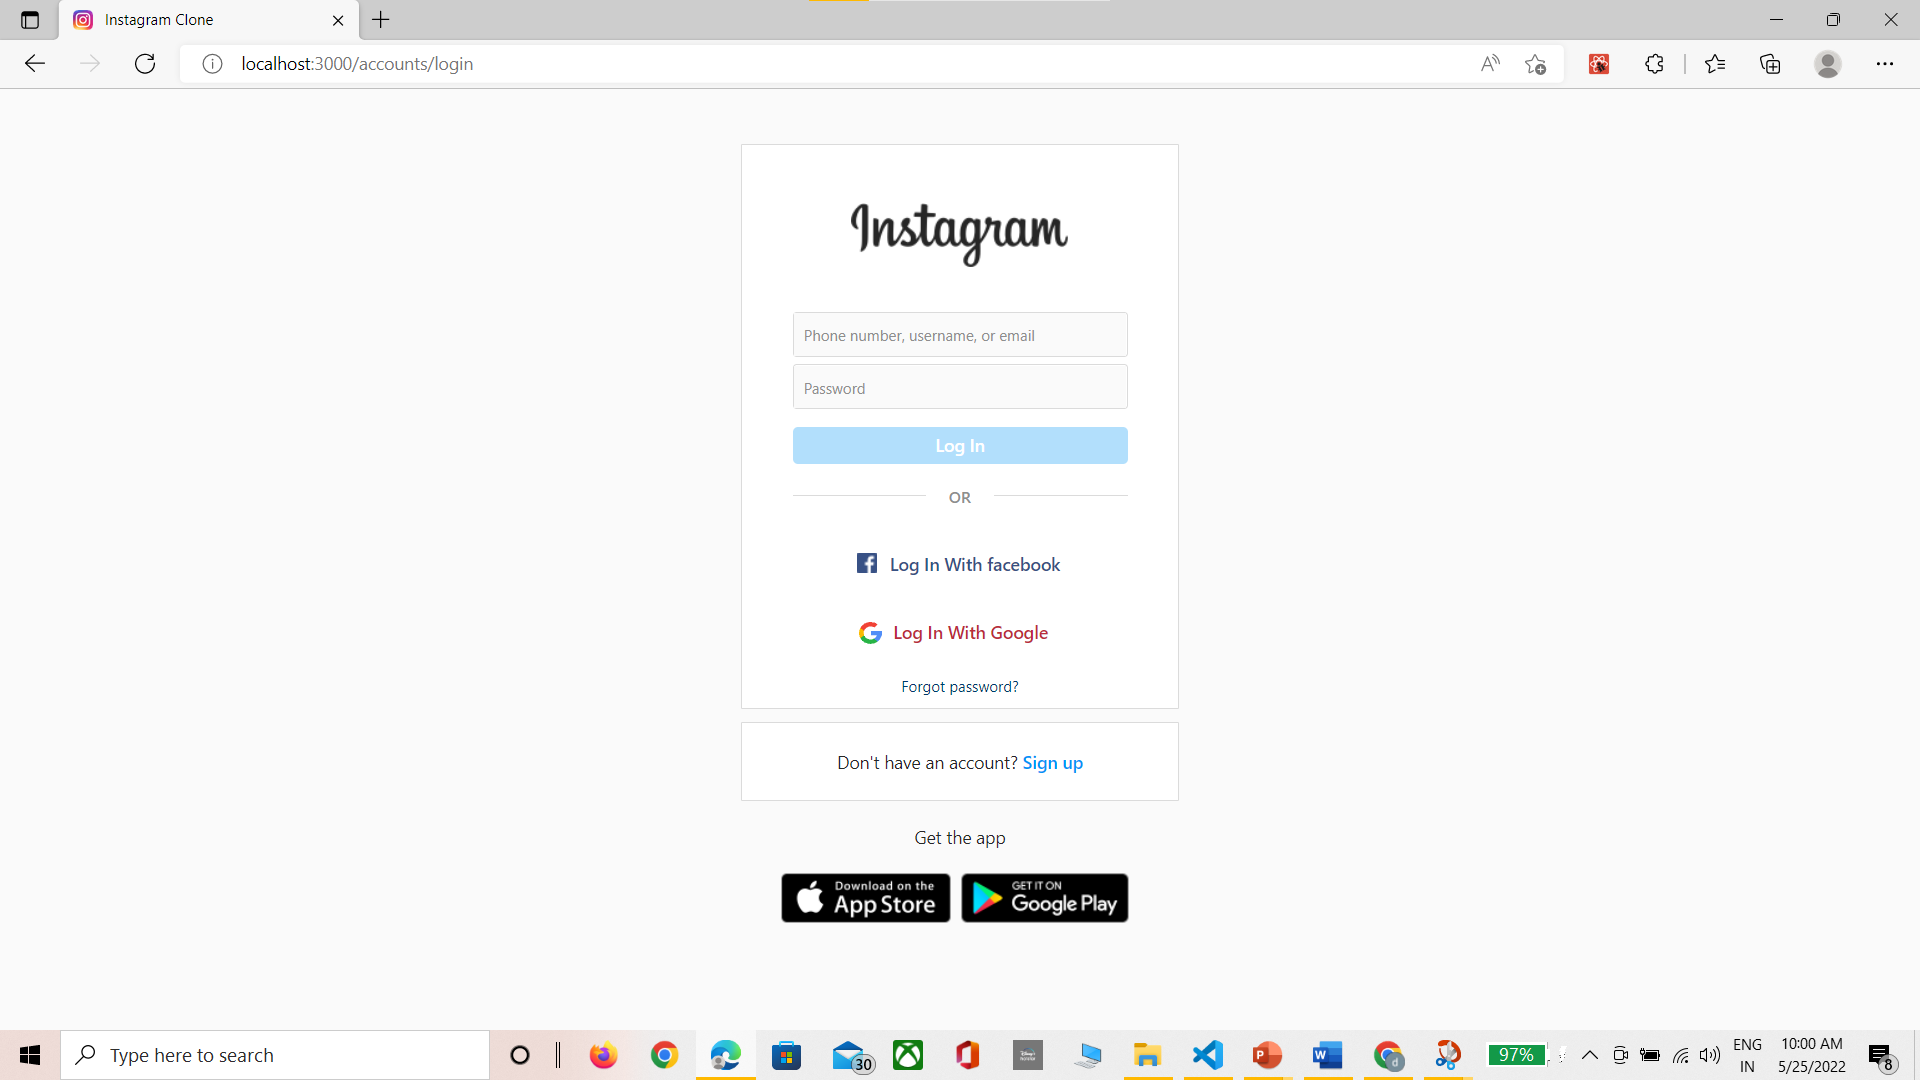 Instagram Clone
localhost:3000/accounts/login
Instagram
Phone number, username, or email
Password
Log In
OR
Log In With facebook
Log In With Google
Forgot password?
Don't have an account? Sign up
Get the app
Download on the
App Store
GET IT ON
Google Play
Type here to search
30
97%
ENG
IN
10:00 AM
5/25/2022
8